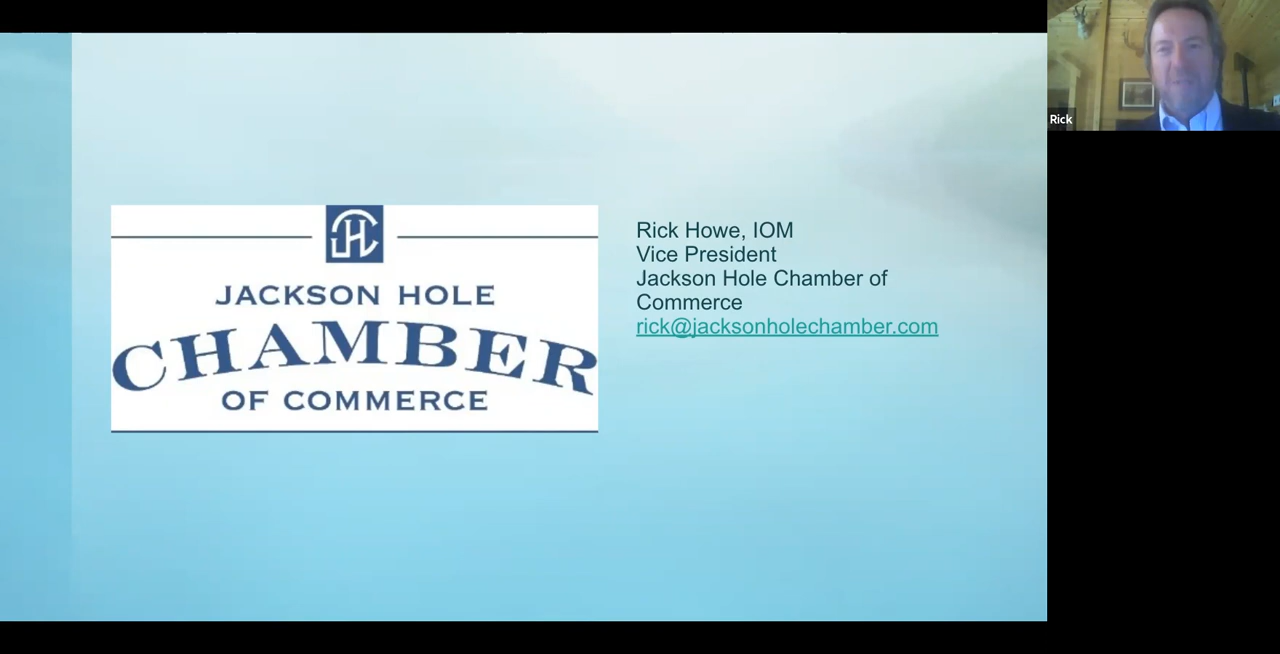 JHC
JACKSON HOLE
CHAMBER
OF COMMERCE
Rick Howe, IOM
Vice President
Jackson Hole Chamber of
Commerce
rick@jacksonholechamber.com
Rick